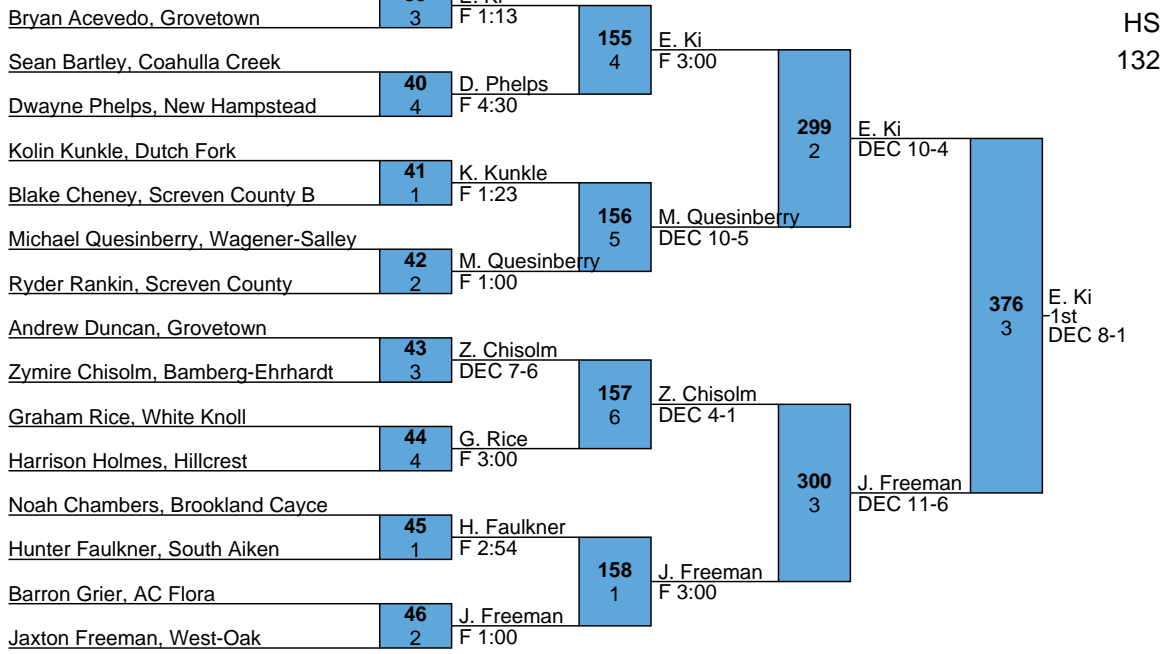 Bryan Acevedo, Grovetown
3
F 1:13
HS
132
Sean Bartley, Coahulla Creek
155
4
E. Ki
F 3:00
40
4
D. Phelps
F 4:30
Dwayne Phelps, New Hampstead
Kolin Kunkle, Dutch Fork
299
2
E. Ki
DEC 10-4
41
1
K. Kunkle
F 1:23
Blake Cheney, Screven County B
156
5
M. Quesinberry
DEC 10-5
Michael Quesinberry, Wagener-Salley
42
2
M. Quesinberry
F 1:00
Ryder Rankin, Screven County
376
3
E. Ki
1st
DEC 8-1
Andrew Duncan, Grovetown
43
3
Z. Chisolm
DEC 7-6
Zymire Chisolm, Bamberg-Ehrhardt
157
6
Z. Chisolm
DEC 4-1
Graham Rice, White Knoll
44
4
G. Rice
F 3:00
Harrison Holmes, Hillcrest
300
3
J. Freeman
DEC 11-6
Noah Chambers, Brookland Cayce
45
1
H. Faulkner
F 2:54
Hunter Faulkner, South Aiken
158
1
J. Freeman
F 3:00
Barron Grier, AC Flora
46
2
J. Freeman
F 1:00
Jaxton Freeman, West-Oak